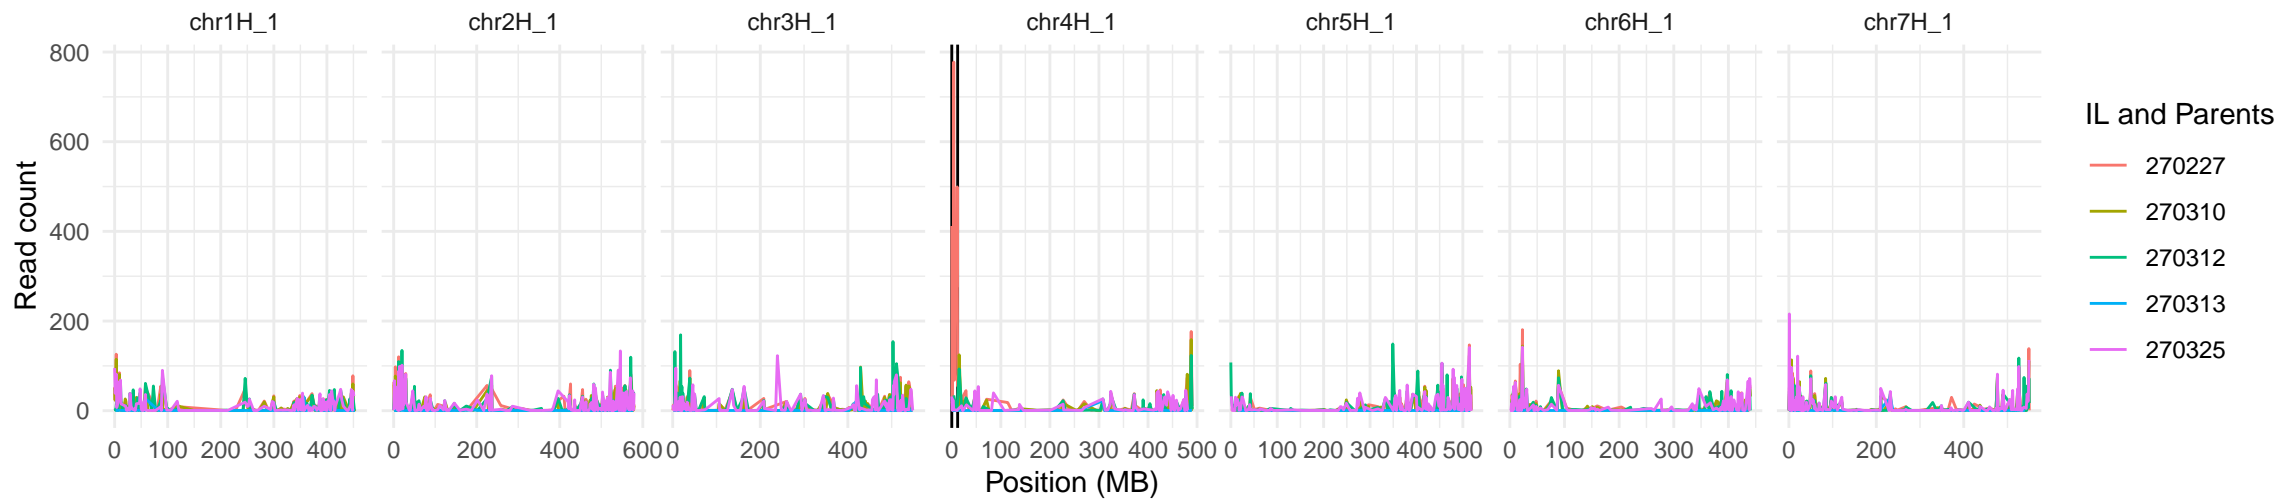 chr1H_1 chr2H_1 chr3H_1 chr4H_1 chr5H_1 chr6H_1 chr7H_1
800
600
400
200
0
Read count
0 100 200 300 400 0 200 400 600 0 200 400 0 100 200 300 400 500 0 100 200 300 400 500 0 100 200 300 400 0 200 400
Position (MB)
IL and Parents
270227
270310
270312
270313
270325